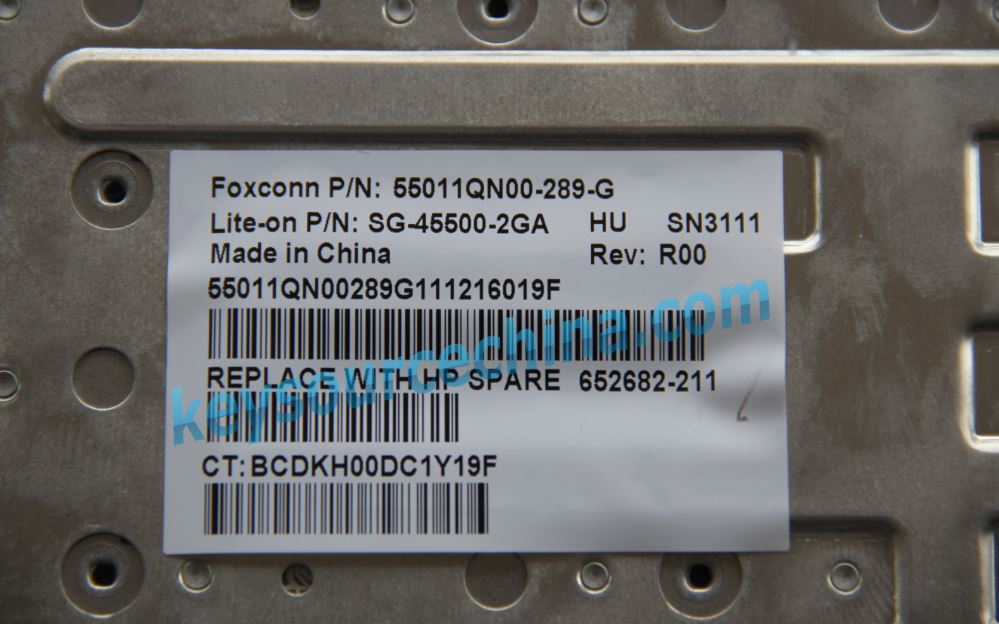 Foxconn P/N: 55011QN00-289-G
Lite-on P/N: SG-45500-2GA HU SN3111
Made in China Rev: R00
55011QN00289G111216019F
REPLACE WITH HP SPARE 652682-211
CT: BCDKH00DC1Y19F
keysourcechina.com